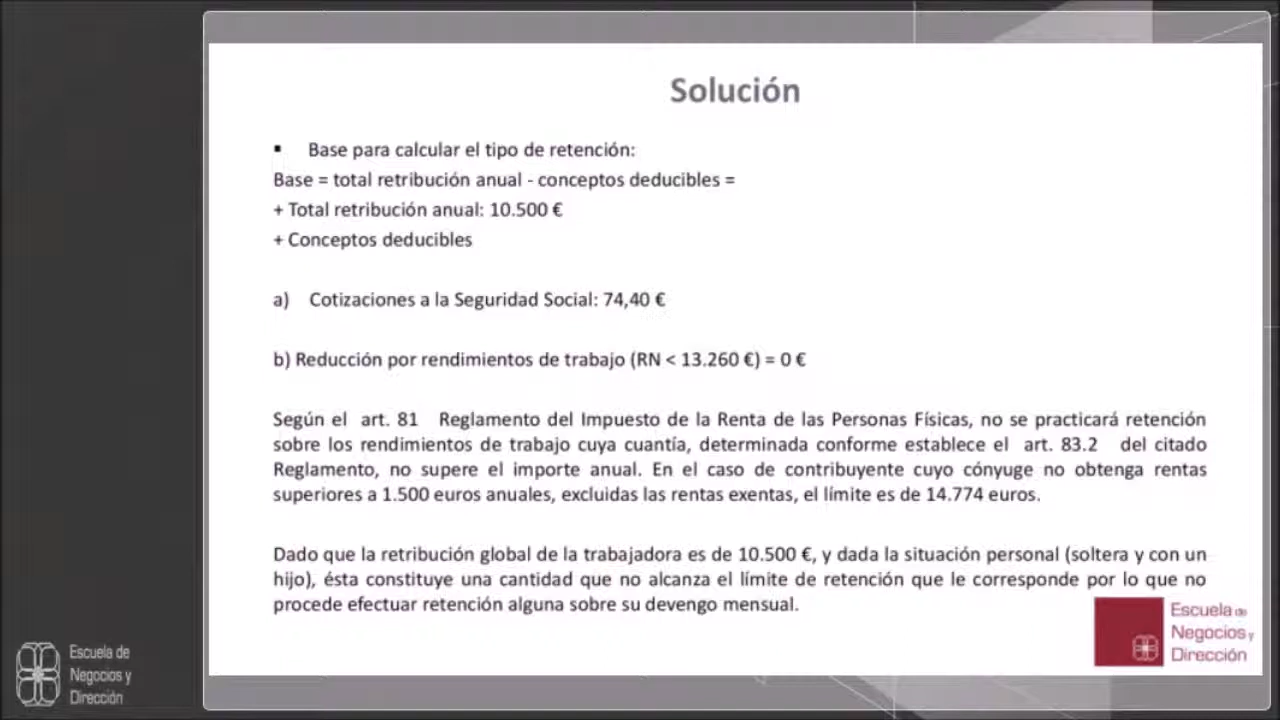 Solución
▪ Base para calcular el tipo de retención:
Base = total retribución anual - conceptos deducibles =
+ Total retribución anual: 10.500 €
+ Conceptos deducibles
a) Cotizaciones a la Seguridad Social: 74,40 €
b) Reducción por rendimientos de trabajo (RN < 13.260 €) = 0 €
Según el art. 81 Reglamento del Impuesto de la Renta de las Personas Físicas, no se practicará retención
sobre los rendimientos de trabajo cuya cuantía, determinada conforme establece el art. 83.2 del citado
Reglamento, no supere el importe anual. En el caso de contribuyente cuyo cónyuge no obtenga rentas
superiores a 1.500 euros anuales, excluidas las rentas exentas, el límite es de 14.774 euros.
Dado que la retribución global de la trabajadora es de 10.500 €, y dada la situación personal (soltera y con un
hijo), ésta constituye una cantidad que no alcanza el límite de retención que le corresponde por lo que no
procede efectuar retención alguna sobre su devengo mensual.
Escuela de
Negocios y
Dirección
Escuela de
Negocios y
Dirección